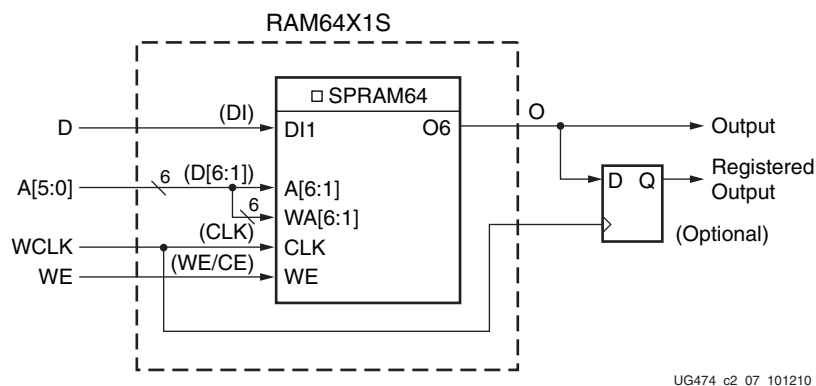 RAM64X1S
□ SPRAM64
D
(DI)
DI1
O6
O
Output
A[5:0]
6
(D[6:1])
A[6:1]
6
WA[6:1]
D Q
Registered
Output
WCLK
(CLK)
CLK
(Optional)
WE
(WE/CE)
WE
UG474_c2_07_101210